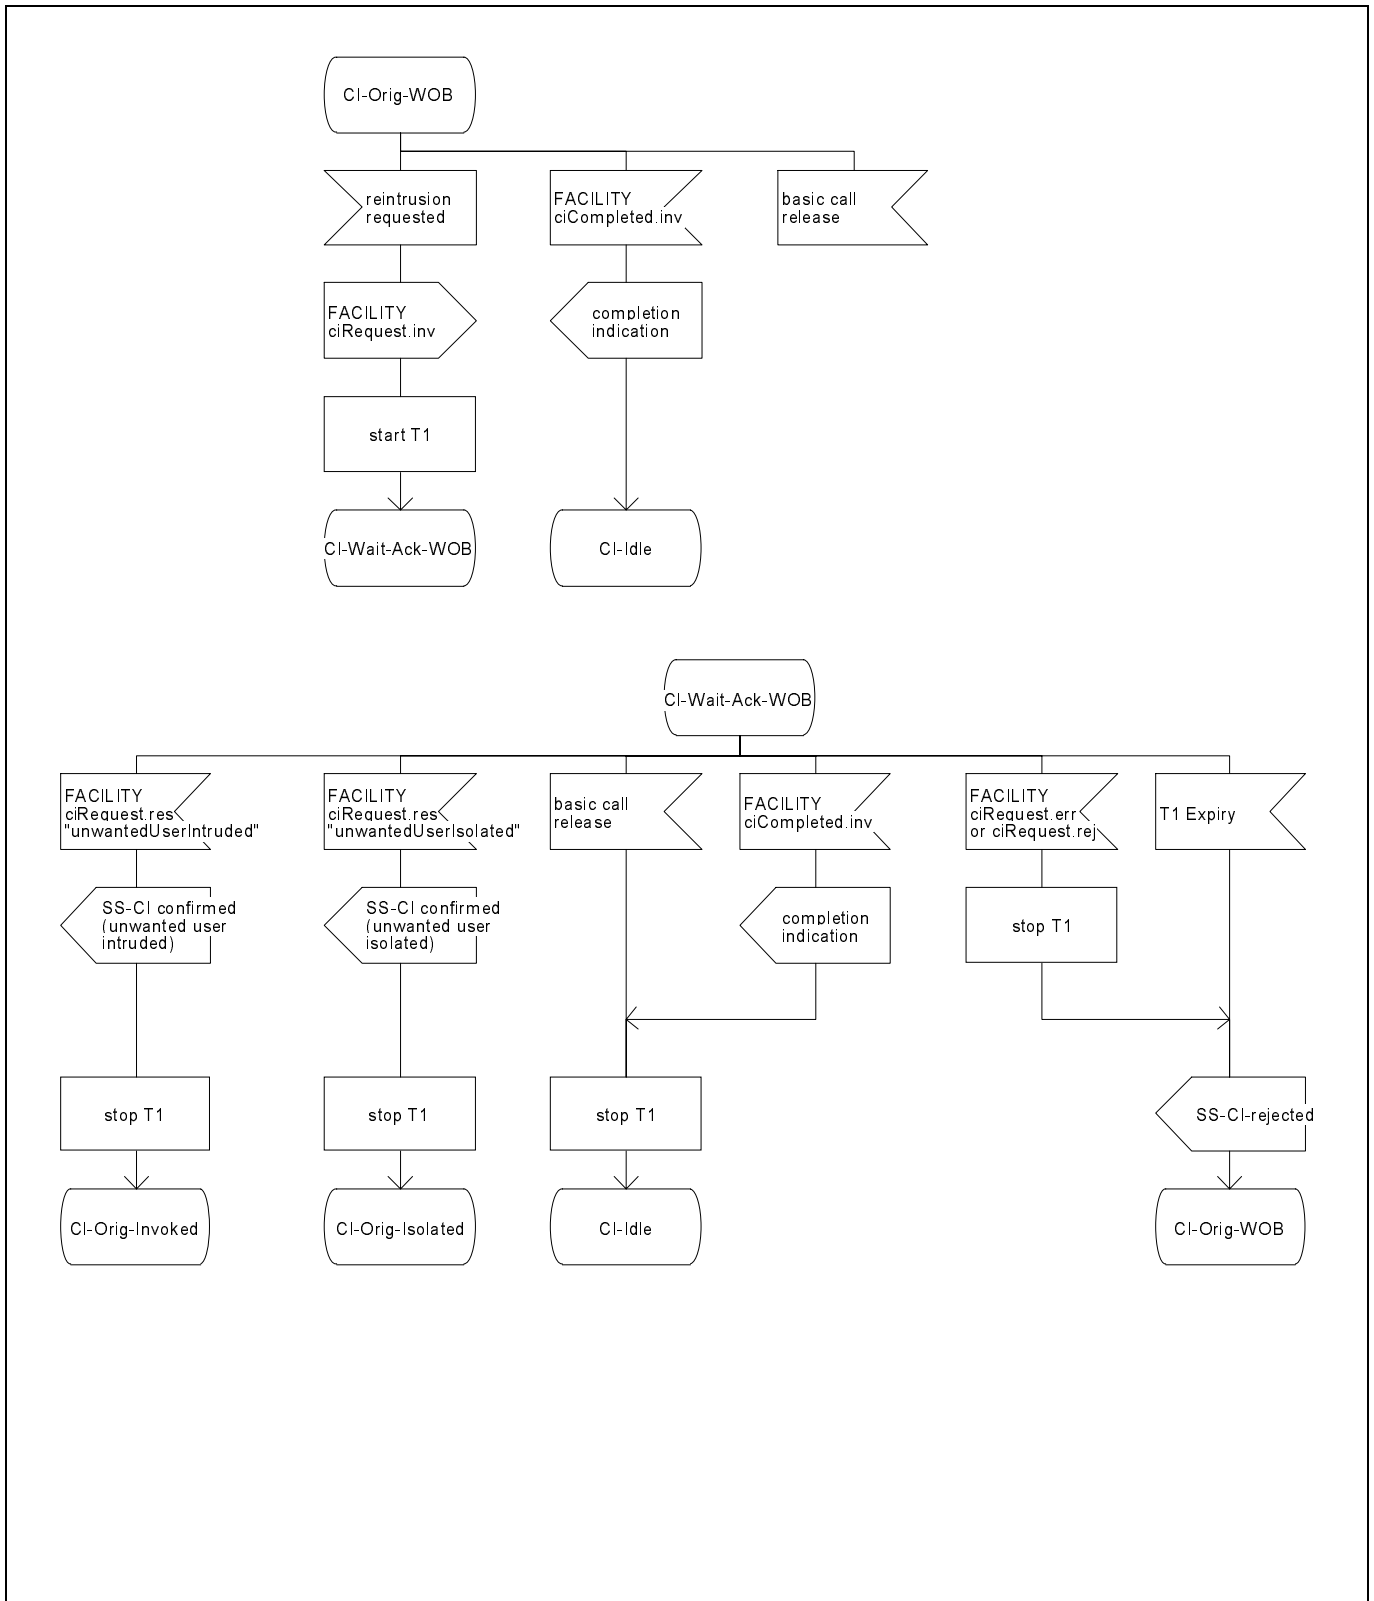 CI-Orig-WOB
reintrusion
requested
FACILITY
ciCompleted.inv
basic call
release
FACILITY
ciRequest.inv
completion
indication
start T1
CI-Wait-Ack-WOB
CI-Idle
CI-Wait-Ack-WOB
FACILITY
ciRequest.res
"unwantedUserIntruded"
FACILITY
ciRequest.res
"unwantedUserIsolated"
basic call
release
FACILITY
ciCompleted.inv
FACILITY
ciRequest.err
or ciRequest.rej
T1 Expiry
SS-CI confirmed
(unwanted user
intruded)
SS-CI confirmed
(unwanted user
isolated)
completion
indication
stop T1
stop T1
stop T1
stop T1
SS-CI-rejected
CI-Orig-Invoked
CI-Orig-Isolated
CI-Idle
CI-Orig-WOB